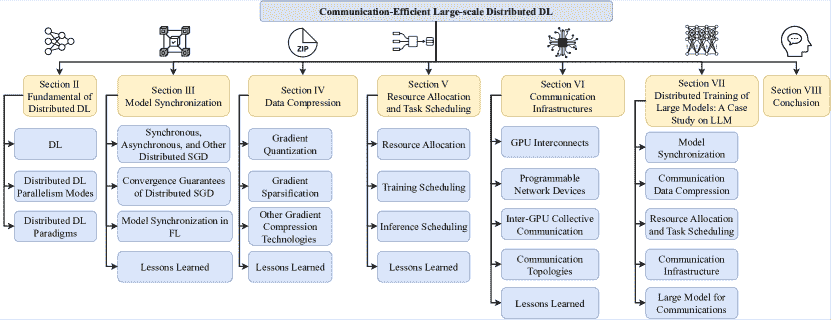 Communication-Efficient Large-scale Distributed DL
ZIP
Section II
Fundamental of
Distributed DL
DL
Distributed DL
Parallelism Modes
Distributed DL
Paradigms
Section III
Model Synchronization
Synchronous,
Asynchronous, and Other
Distributed SGD
Convergence Guarantees
of Distributed SGD
Model Synchronization in
FL
Lessons Learned
Section IV
Data Compression
Gradient
Quantization
Gradient
Sparsification
Other Gradient
Compression
Technologies
Lessons Learned
Section V
Resource Allocation
and Task Scheduling
Resource Allocation
Training Scheduling
Inference Scheduling
Lessons Learned
Section VI
Communication
Infrastructures
GPU Interconnects
Programmable
Network Devices
Inter-GPU Collective
Communication
Communication
Topologies
Lessons Learned
Section VII
Distributed Training of
Large Models: A Case
Study on LLM
Model
Synchronization
Communication
Data Compression
Resource Allocation
and Task Scheduling
Communication
Infrastructure
Large Model for
Communications
Section VIII
Conclusion